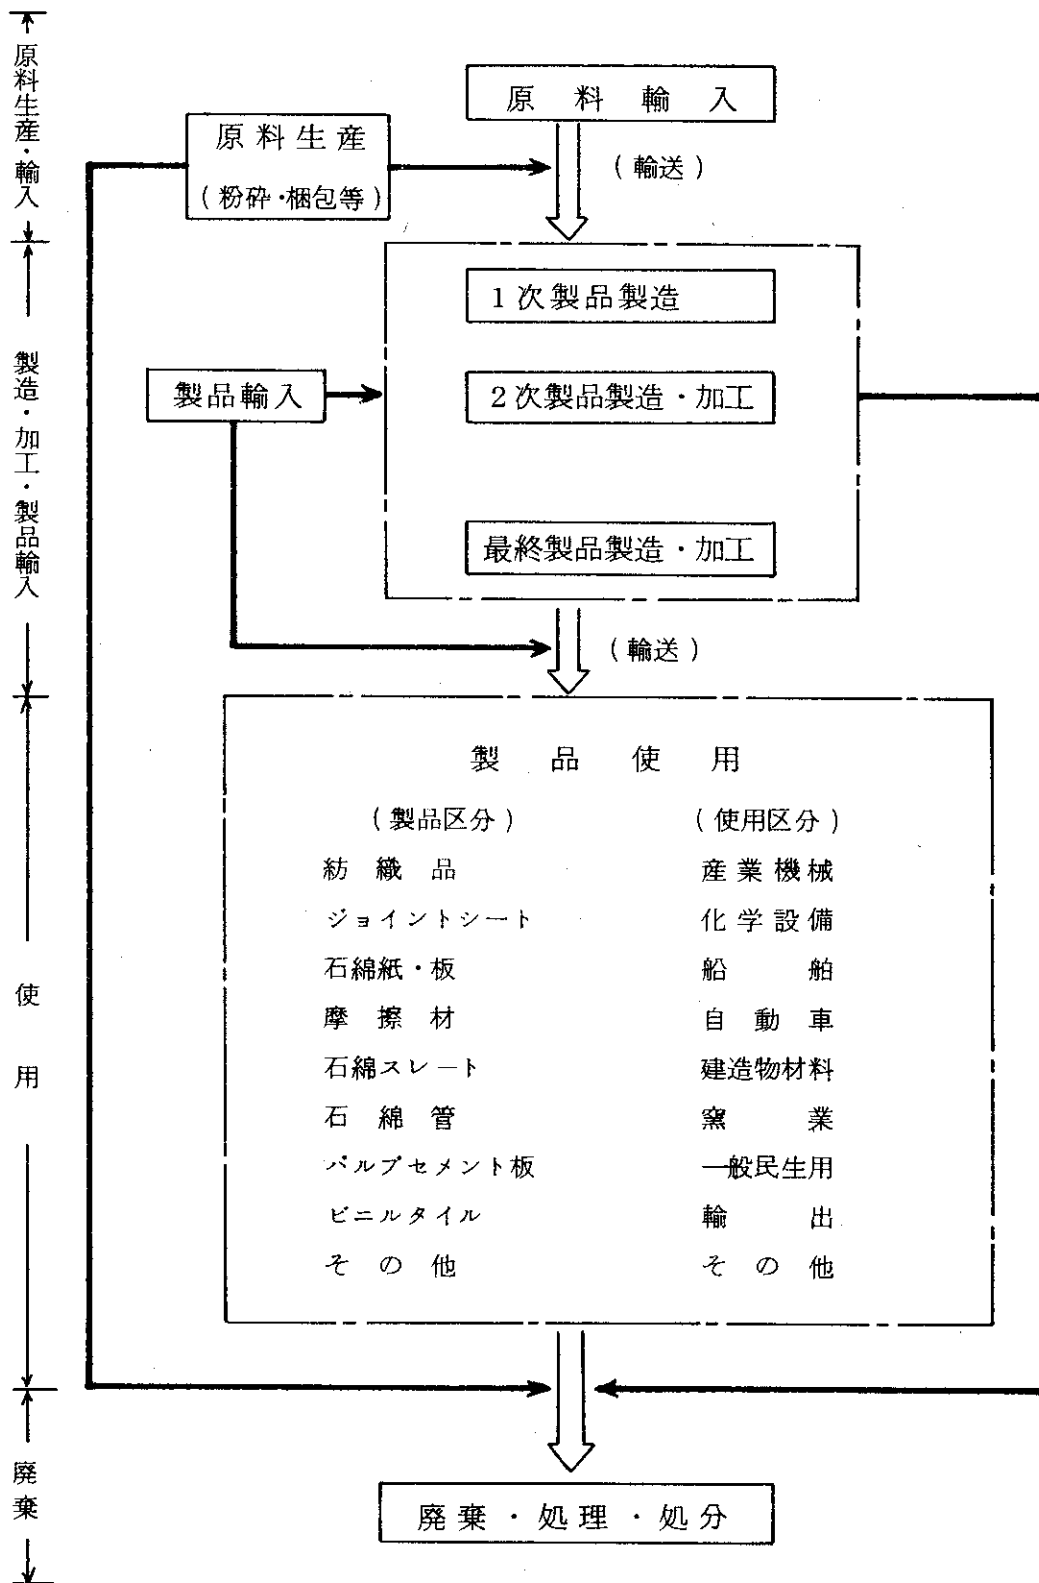 原料生産・輸入
原料輸入
原料生産
(粉砕・梱包等)
(輸送)
製造・加工・製品輸入
1次製品製造
製品輸入
2次製品製造・加工
最終製品製造・加工
(輸送)
使用
製品使用
(製品区分) (使用区分)
紡織品 産業機械
ジョイントシート 化学設備
石綿紙・板 船舶
摩擦材 自動車
石綿スレート 建造物材料
石綿管 窯業
パルプセメント板 一般民生用
ビニルタイル 輸出
その他 その他
廃棄
廃棄・処理・処分